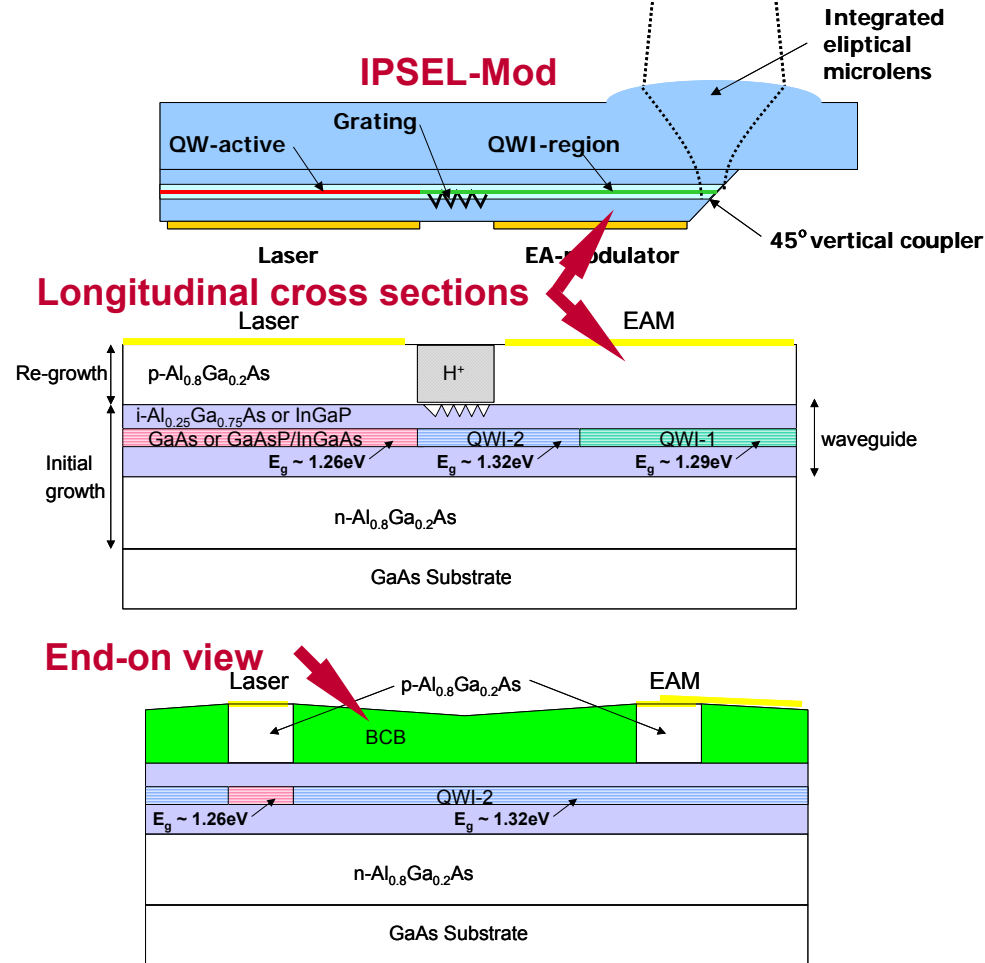 Integrated
eliptical
microlens
IPSEL-Mod
Grating
QW-active
QWI-region
45° vertical coupler
Laser
EA-modulator
Longitudinal cross sections
Laser
EAM
Re-growth
p-Al0.8Ga0.2As
H+
i-Al0.25Ga0.75As or InGaP
GaAs or GaAsP/InGaAs
QWI-2
QWI-1
waveguide
Eg ~ 1.26eV
Eg ~ 1.32eV
Eg ~ 1.29eV
Initial
growth
n-Al0.8Ga0.2As
GaAs Substrate
End-on view
Laser
p-Al0.8Ga0.2As
EAM
BCB
QWI-2
Eg ~ 1.26eV
Eg ~ 1.32eV
n-Al0.8Ga0.2As
GaAs Substrate